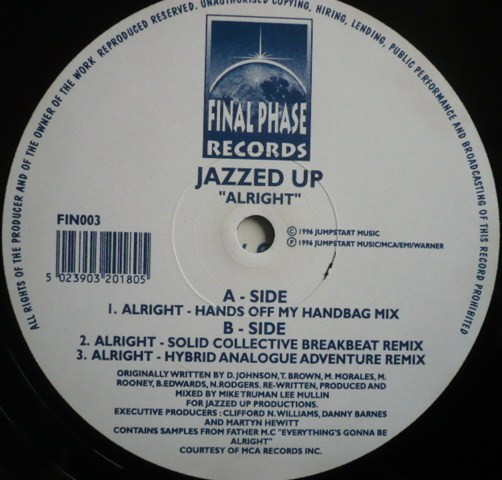 ALL RIGHTS OF THE PRODUCER AND OF THE OWNER OF THE WORK REPRODUCED RESERVED. UNAUTHORISED COPYING, HIRING, LENDING, PUBLIC PERFORMANCE AND BROADCASTING OF THIS RECORD PROHIBITED
FINAL PHASE
RECORDS
JAZZED UP
"ALRIGHT"
FIN003
5 023903 201805
© 1996 JUMPSTART MUSIC
℗ 1996 JUMPSTART MUSIC/MCA/EMI/WARNER
A - SIDE
1. ALRIGHT - HANDS OFF MY HANDBAG MIX
B - SIDE
2. ALRIGHT - SOLID COLLECTIVE BREAKBEAT REMIX
3. ALRIGHT - HYBRID ANALOGUE ADVENTURE REMIX
ORIGINALLY WRITTEN BY D. JOHNSON, T. BROWN, M. MORALES, M.
ROONEY, B.EDWARDS, N.RODGERS. RE-WRITTEN, PRODUCED AND
MIXED BY MIKE TRUMAN LEE MULLIN
FOR JAZZED UP PRODUCTIONS.
EXECUTIVE PRODUCERS : CLIFFORD N. WILLIAMS, DANNY BARNES
AND MARTYN HEWITT
CONTAINS SAMPLES FROM FATHER M.C "EVERYTHING'S GONNA BE
ALRIGHT"
COURTESY OF MCA RECORDS INC.